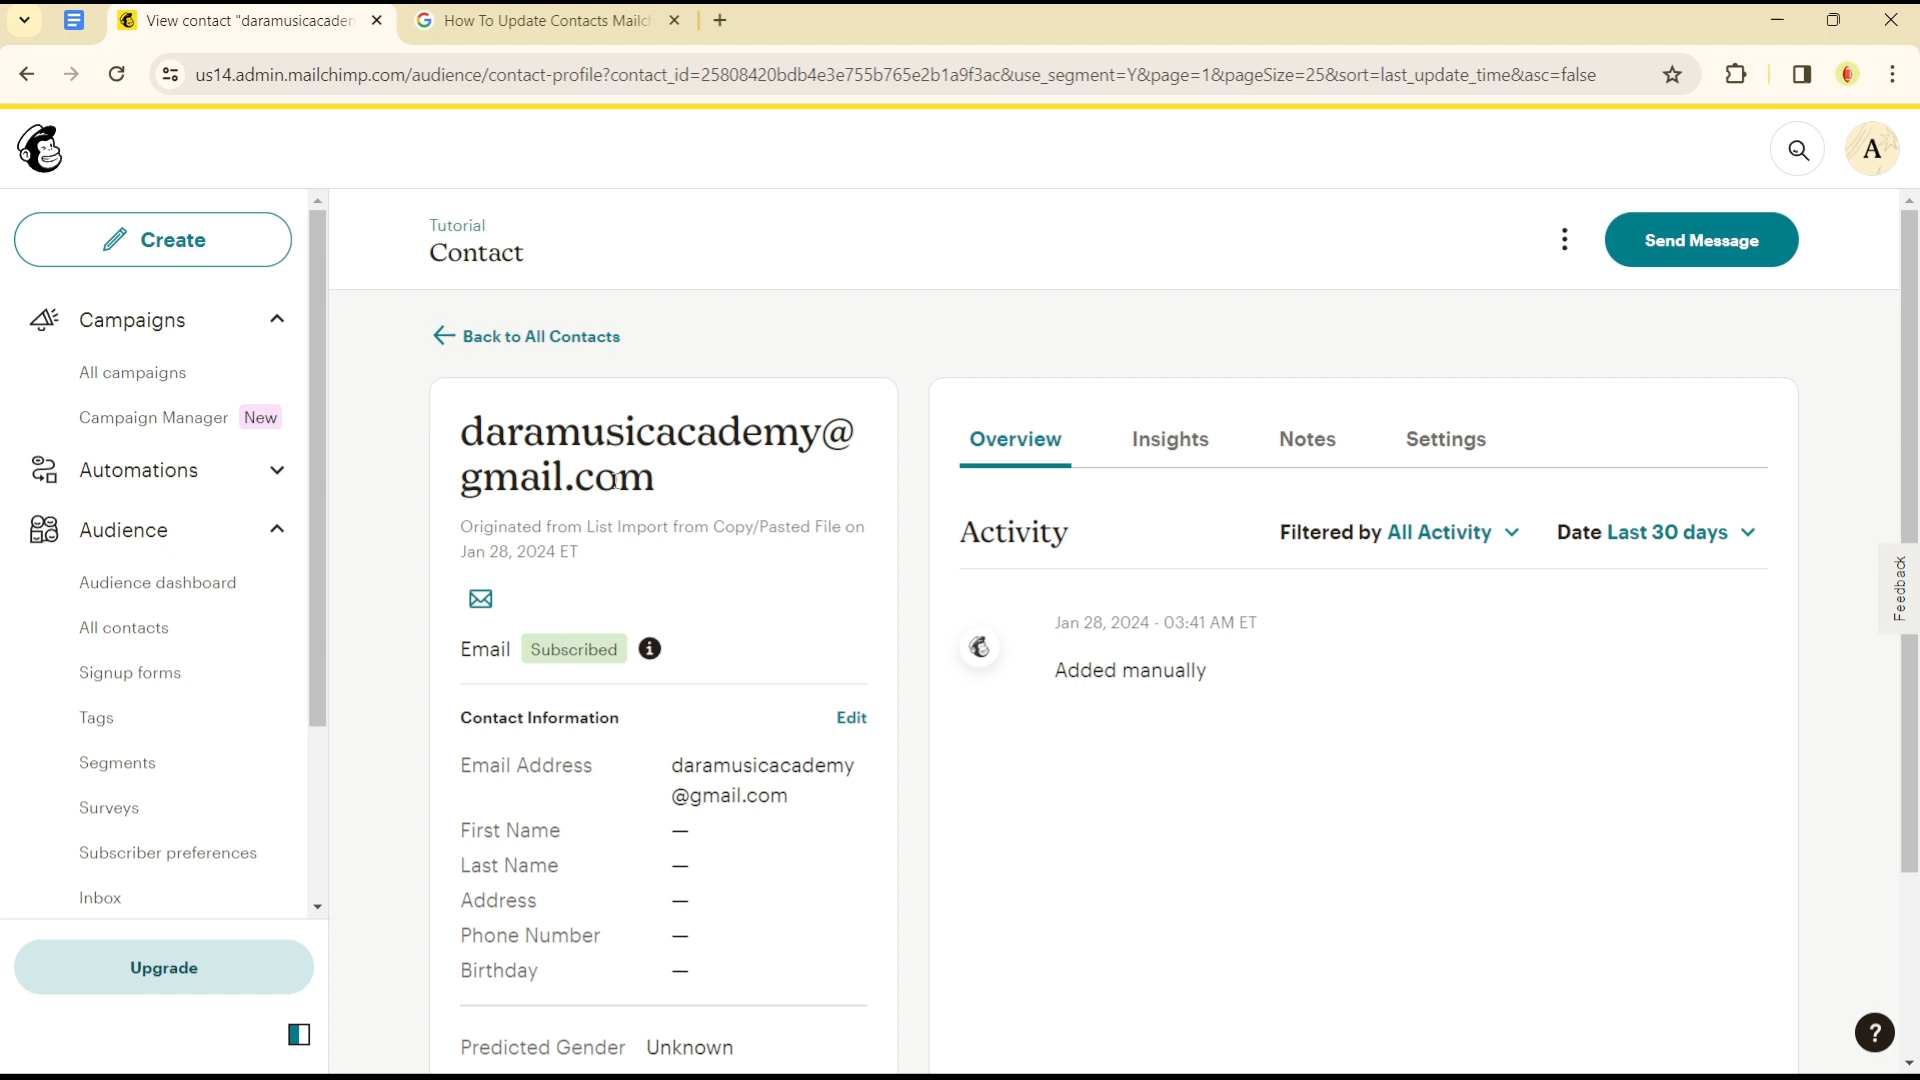 View contact "daramusicacader
How To Update Contacts Mailch
us14.admin.mailchimp.com/audience/contact-profile?contact_id=25808420bdb4e3e755b765e2b1a9f3ac&use_segment=Y&page=1&pageSize=25&sort=last_update_time&asc=false
A
Create
Campaigns
All campaigns
Campaign Manager New
Automations
Audience
Audience dashboard
All contacts
Signup forms
Tags
Segments
Surveys
Subscriber preferences
Inbox
Upgrade
Tutorial
Contact
Send Message
Back to All Contacts
daramusicacademy@
gmail.com
Originated from List Import from Copy/Pasted File on
Jan 28, 2024 ET
Email Subscribed
Contact Information Edit
Email Address daramusicacademy
@gmail.com
First Name —
Last Name —
Address —
Phone Number —
Birthday —
Predicted Gender Unknown
Overview Insights Notes Settings
Activity Filtered by All Activity Date Last 30 days
Jan 28, 2024 - 03:41 AM ET
Added manually
Feedback
?